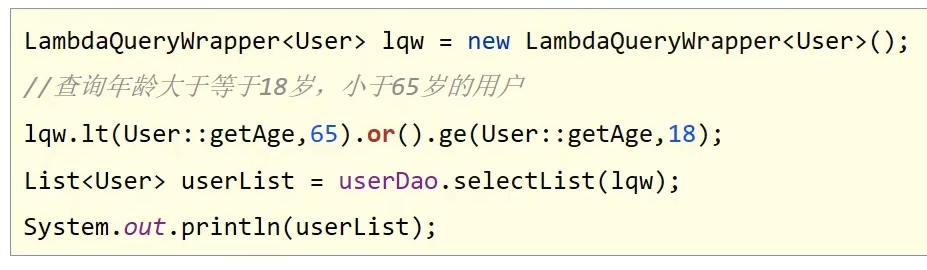 LambdaQueryWrapper<User> lqw = new LambdaQueryWrapper<User>();
//查询年龄大于等于18岁，小于65岁的用户
lqw.lt(User::getAge,65).or().ge(User::getAge,18);
List<User> userList = userDao.selectList(lqw);
System.out.println(userList);